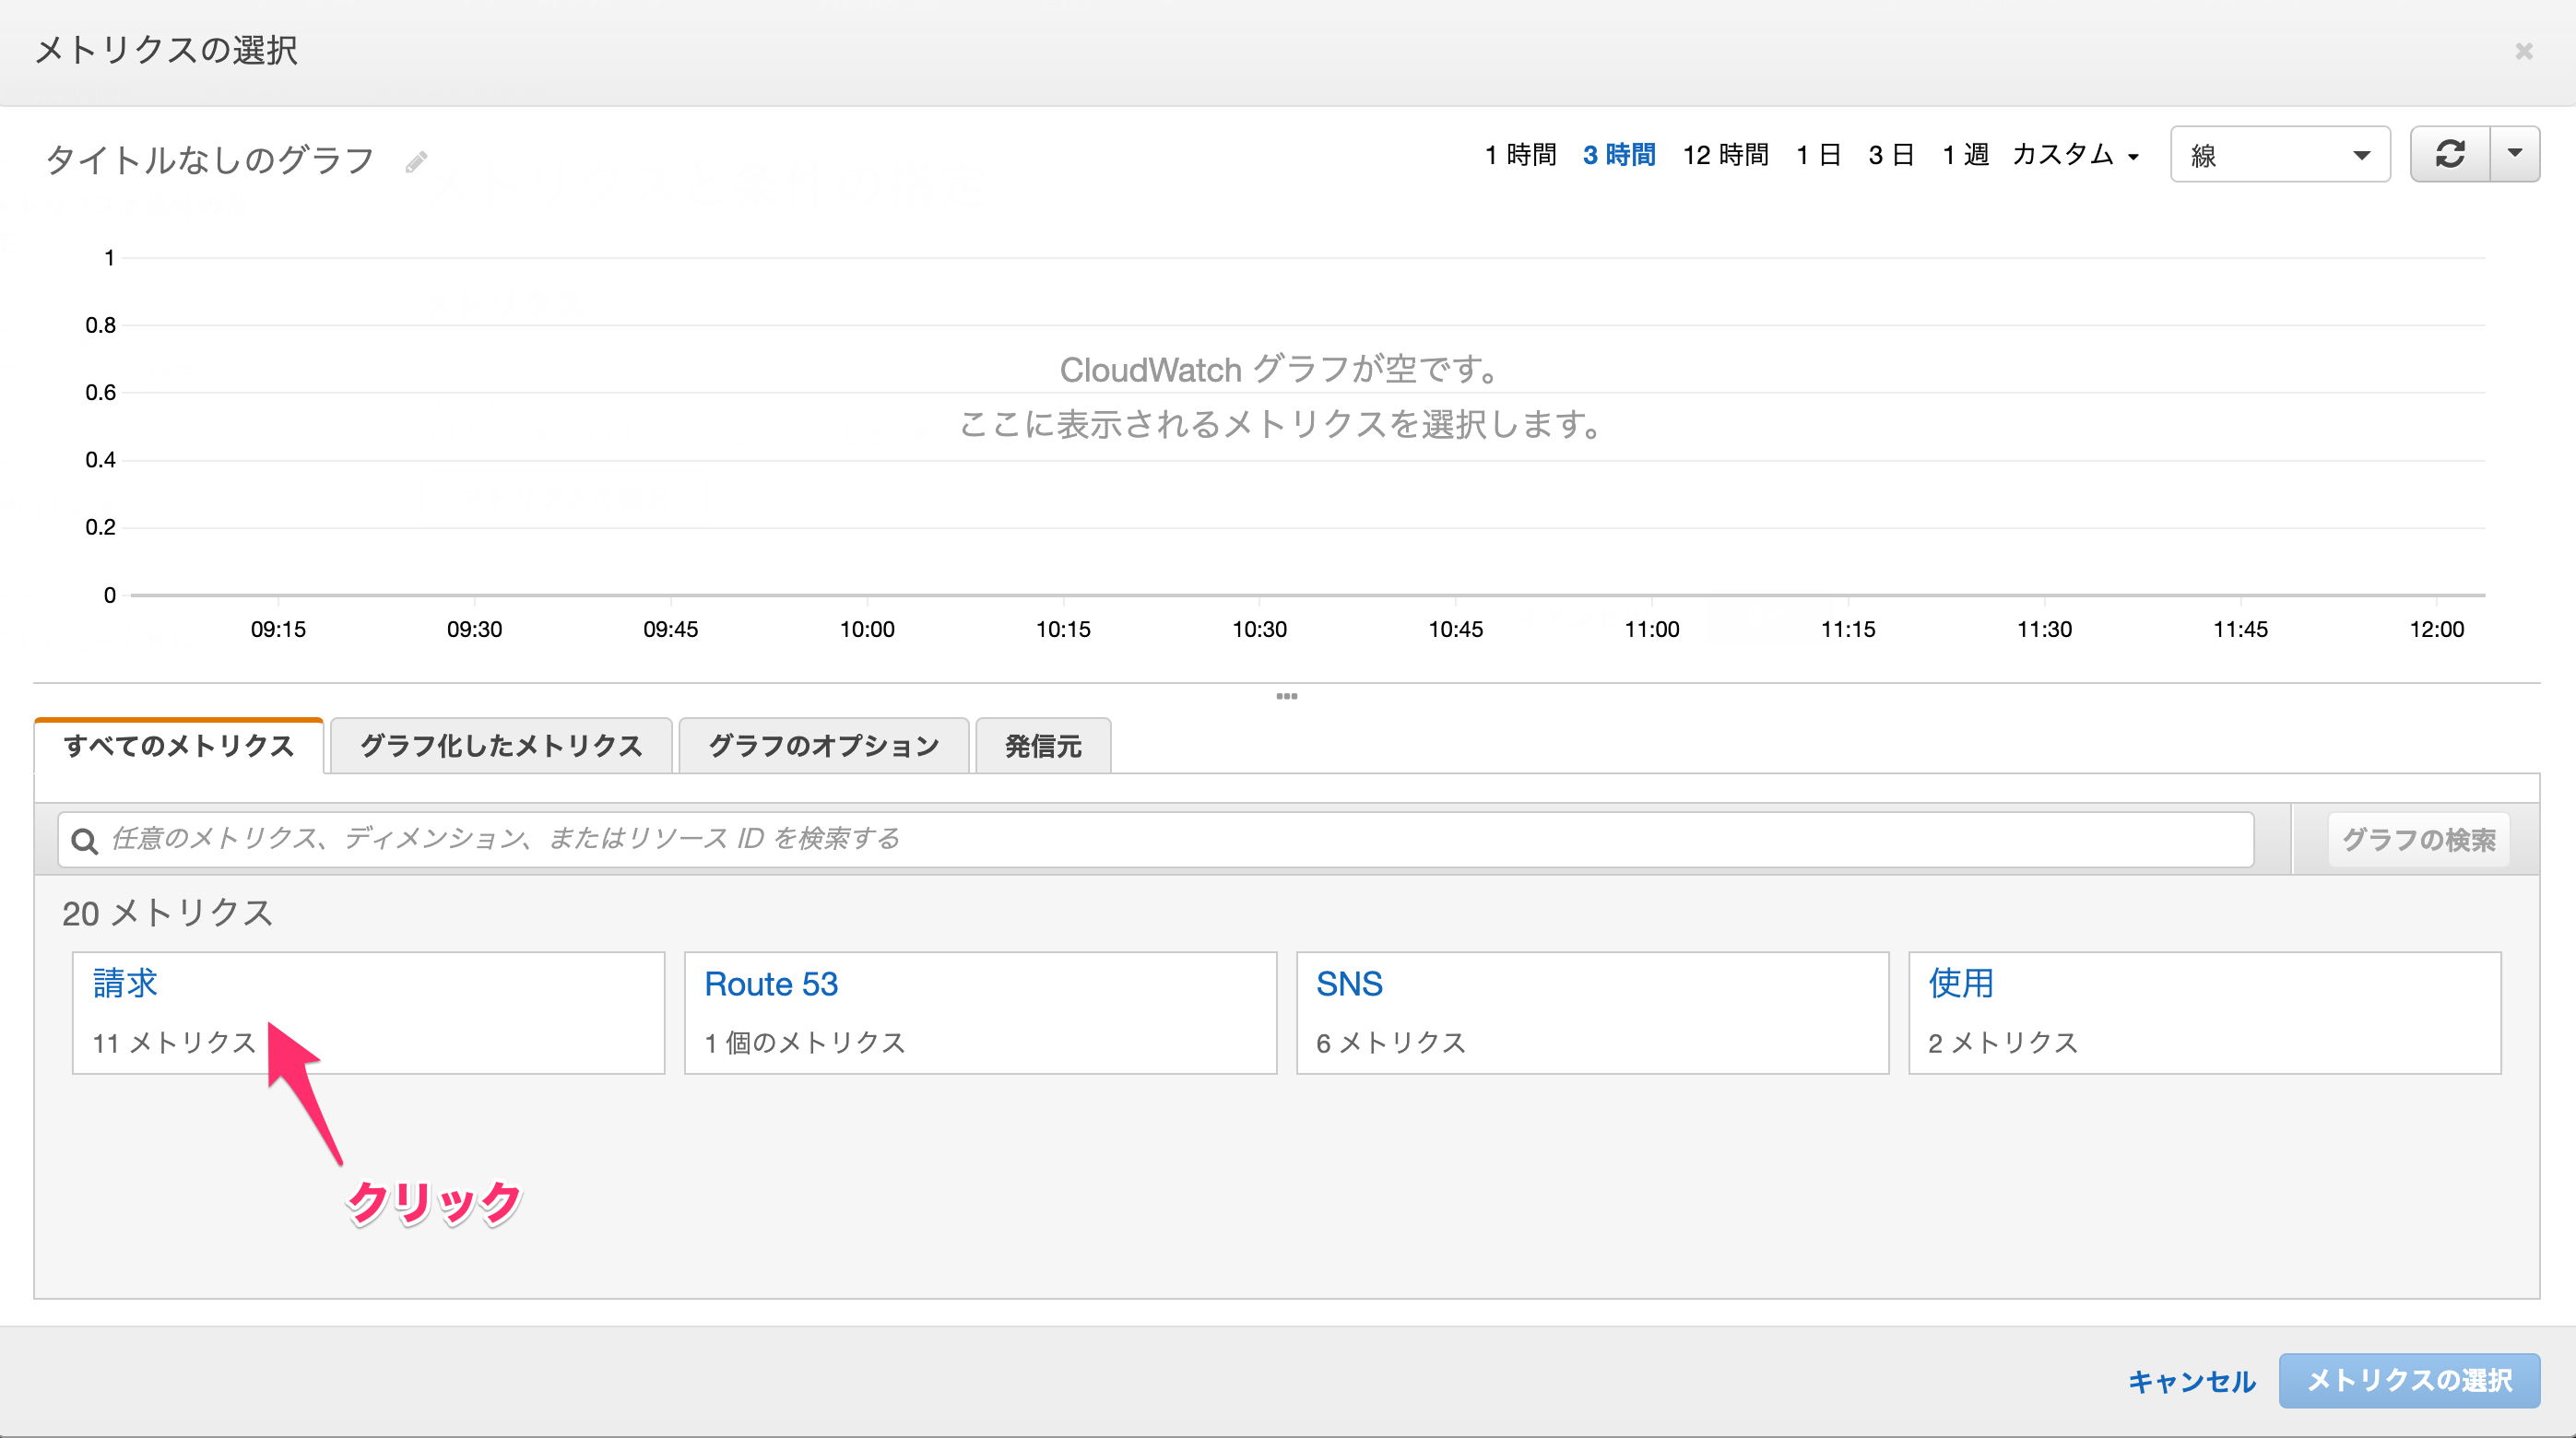 メトリクスの選択
タイトルなしのグラフ
1 時間 3 時間 12 時間 1 日 3 日 1 週 カスタム 線
1
0.8
CloudWatch グラフが空です。
0.6
ここに表示されるメトリクスを選択します。
0.4
0.2
0
09:15 09:30 09:45 10:00 10:15 10:30 10:45 11:00 11:15 11:30 11:45 12:00
すべてのメトリクス グラフ化したメトリクス グラフのオプション 発信元
任意のメトリクス、ディメンション、またはリソース ID を検索する グラフの検索
20 メトリクス
請求 Route 53 SNS 使用
11 メトリクス 1 個のメトリクス 6 メトリクス 2 メトリクス
クリック
キャンセル メトリクスの選択